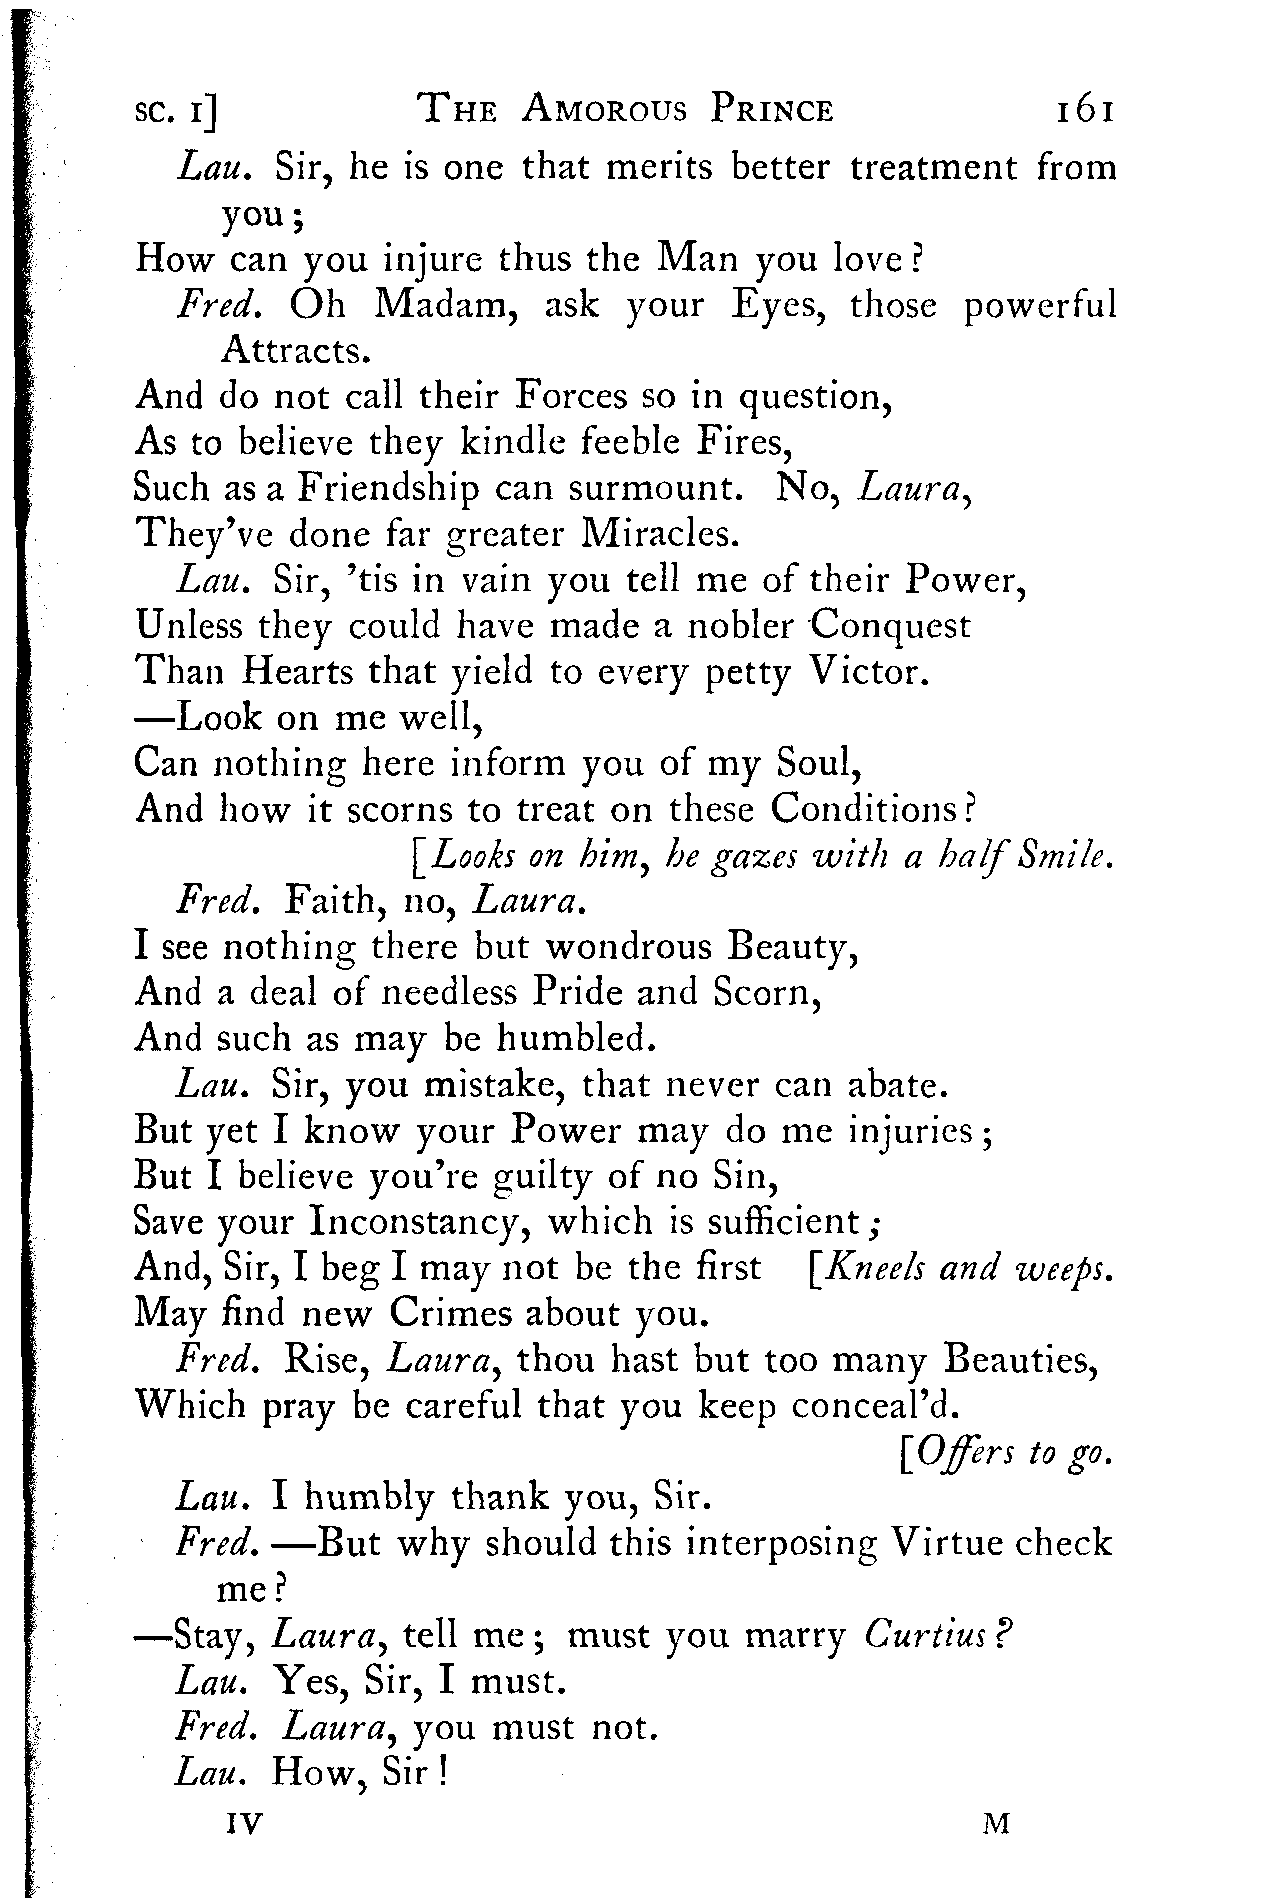 SC. I] THE AMOROUS PRINCE 161
Lau. Sir, he is one that merits better treatment from
you;
How can you injure thus the Man you love?
Fred. Oh Madam, ask your Eyes, those powerful
Attracts.
And do not call their Forces so in question,
As to believe they kindle feeble Fires,
Such as a Friendship can surmount. No, Laura,
They've done far greater Miracles.
Lau. Sir, 'tis in vain you tell me of their Power,
Unless they could have made a nobler Conquest
Than Hearts that yield to every petty Victor.
—Look on me well,
Can nothing here inform you of my Soul,
And how it scorns to treat on these Conditions?
[Looks on him, he gazes with a half Smile.
Fred. Faith, no, Laura.
I see nothing there but wondrous Beauty,
And a deal of needless Pride and Scorn,
And such as may be humbled.
Lau. Sir, you mistake, that never can abate.
But yet I know your Power may do me injuries;
But I believe you're guilty of no Sin,
Save your Inconstancy, which is sufficient;
And, Sir, I beg I may not be the first [Kneels and weeps.
May find new Crimes about you.
Fred. Rise, Laura, thou hast but too many Beauties,
Which pray be careful that you keep conceal'd.
[Offers to go.
Lau. I humbly thank you, Sir.
Fred. —But why should this interposing Virtue check
me?
—Stay, Laura, tell me; must you marry Curtius?
Lau. Yes, Sir, I must.
Fred. Laura, you must not.
Lau. How, Sir!
IV M